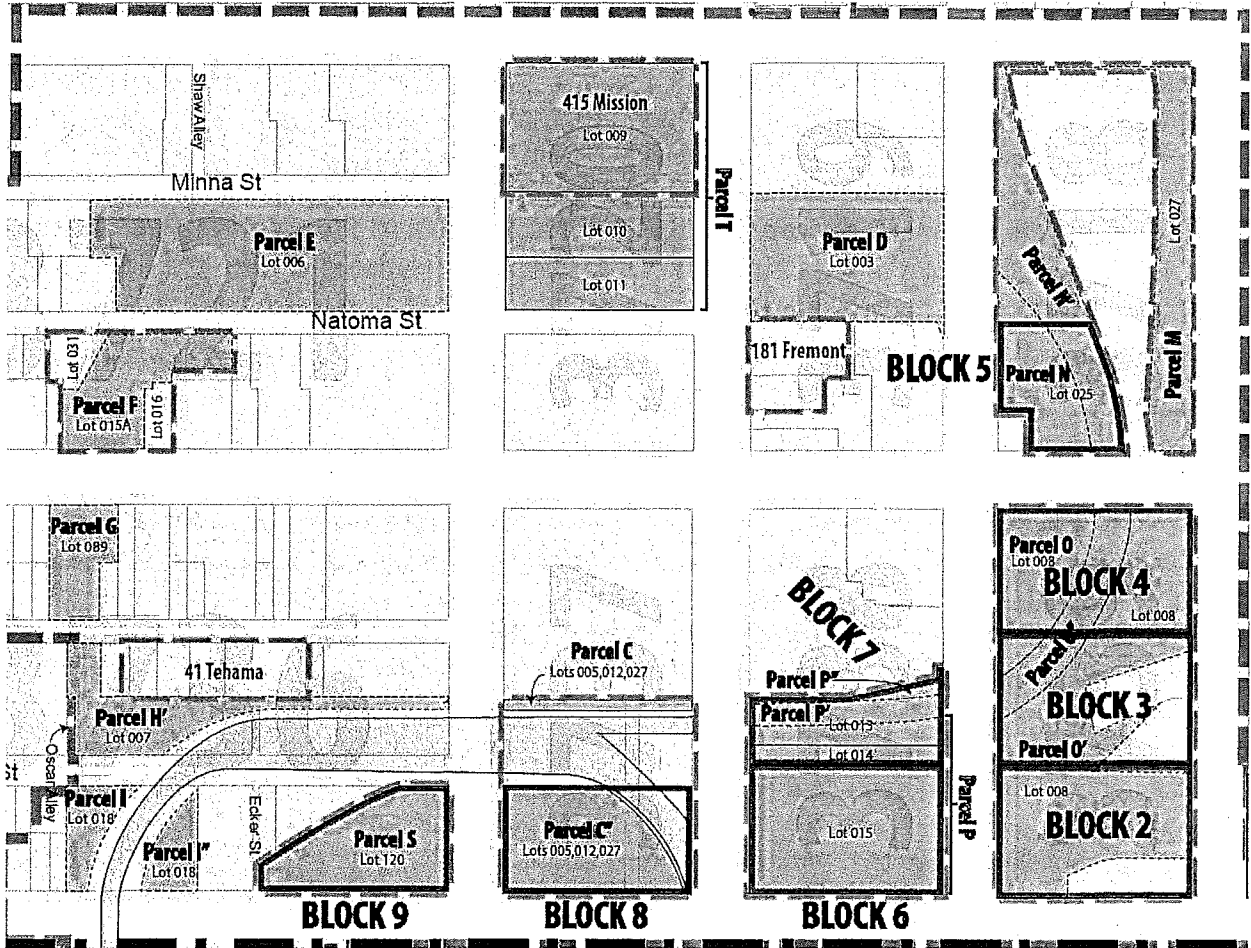 Shaw Alley
Minna St
415 Mission
Lot 009
Parcel T
Lot 010
Lot 011
Parcel E
Lot 006
Natoma St
Parcel D
Lot 003
Lot 027
Parcel N'
Parcel M
181 Fremont
BLOCK 5
Parcel N
Lot 025
Lot 031
Parcel F
Lot 015A
Lot 016
Parcel G
Lot 089
Parcel O
Lot 008
BLOCK 4
Lot 008
BLOCK 7
41 Tehama
Parcel C
Lots 005,012,027
Parcel P"
Parcel P'
Lot 013
Lot 014
BLOCK 3
Parcel O'
Parcel H'
Lot 007
Oscar Alley
St
Parcel I
Lot 018
Parcel I"
Lot 018
Ecker St
Parcel S
Lot 120
Parcel C"
Lots 005,012,027
Lot 015
Parcel P
Lot 008
BLOCK 2
BLOCK 9
BLOCK 8
BLOCK 6